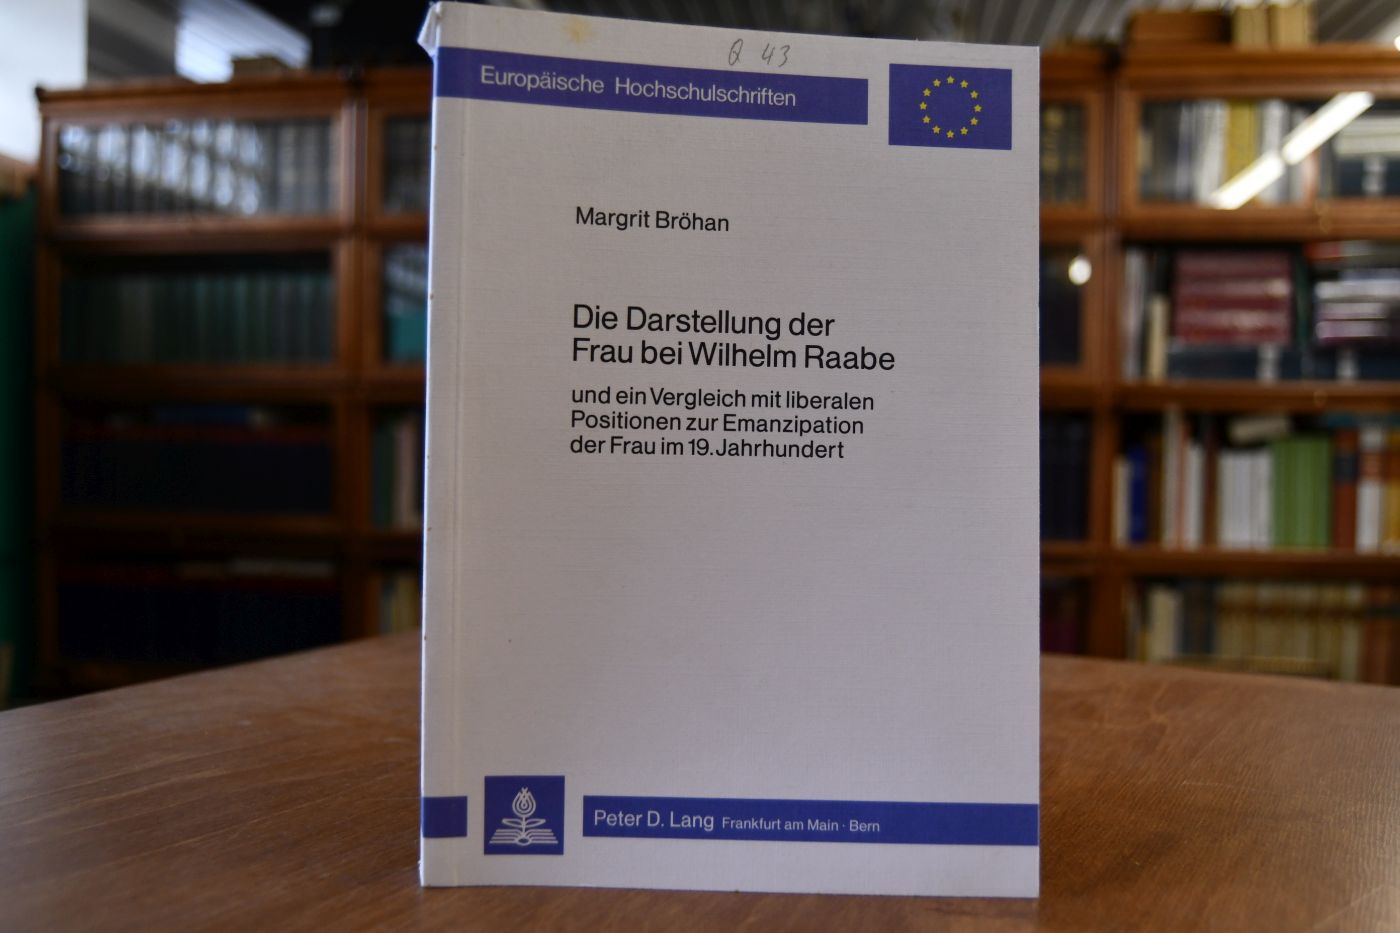 Q 43
Europäische Hochschulschriften
Margrit Bröhan
Die Darstellung der
Frau bei Wilhelm Raabe
und ein Vergleich mit liberalen
Positionen zur Emanzipation
der Frau im 19. Jahrhundert
Peter D. Lang Frankfurt am Main · Bern